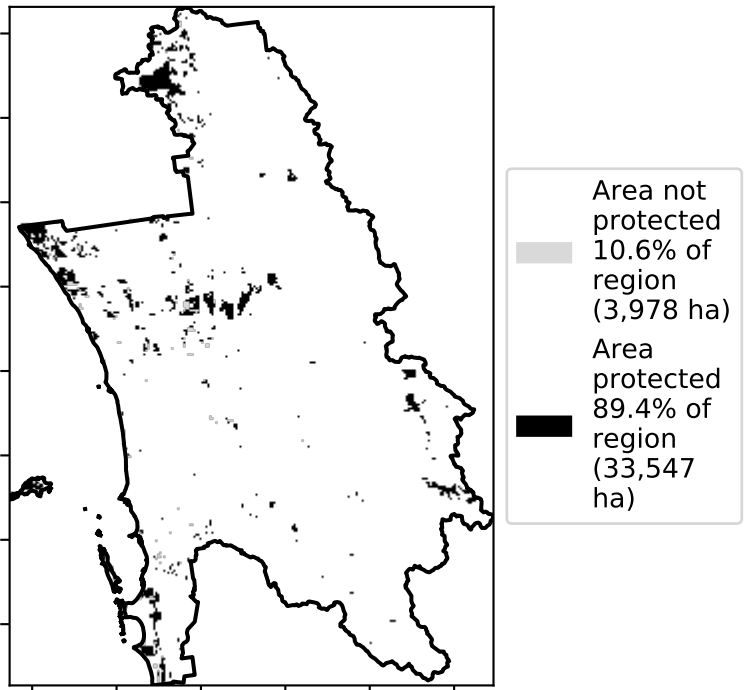 Area not
protected
10.6% of
region
(3,978 ha)
Area
protected
89.4% of
region
(33,547
ha)